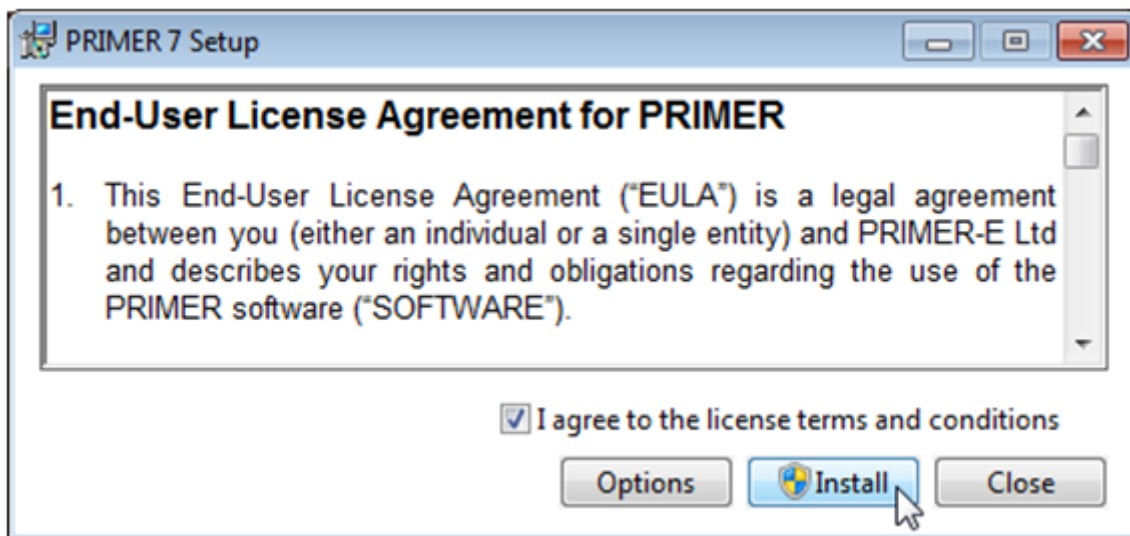 PRIMER 7 Setup
End-User License Agreement for PRIMER
1. This End-User License Agreement (“EULA”) is a legal agreement
between you (either an individual or a single entity) and PRIMER-E Ltd
and describes your rights and obligations regarding the use of the
PRIMER software (“SOFTWARE”).
I agree to the license terms and conditions
Options Install Close